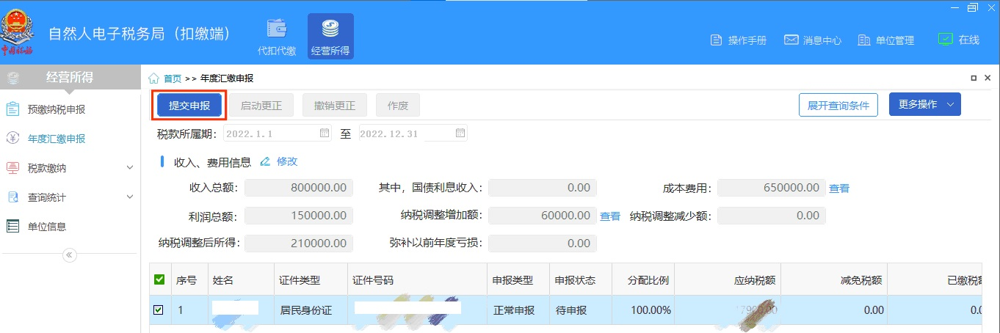 自然人电子税务局（扣缴端）
代扣代缴
经营所得
操作手册
消息中心
单位管理
在线
中国税务
经营所得
首页 >> 年度汇缴申报
预缴纳税申报
年度汇缴申报
税款缴纳
查询统计
单位信息
提交申报 启动更正 撤销更正 作废 展开查询条件 更多操作
税款所属期： 2022.1.1 至 2022.12.31
收入、费用信息 修改
收入总额： 800000.00 其中，国债利息收入： 0.00 成本费用： 650000.00 查看
利润总额： 150000.00 纳税调整增加额： 60000.00 查看 纳税调整减少额： 0.00
纳税调整后所得： 210000.00 弥补以前年度亏损： 0.00
序号 姓名 证件类型 证件号码 申报类型 申报状态 分配比例 应纳税额 减免税额 已缴税
1 居民身份证 正常申报 待申报 100.00% 0.00 0.0